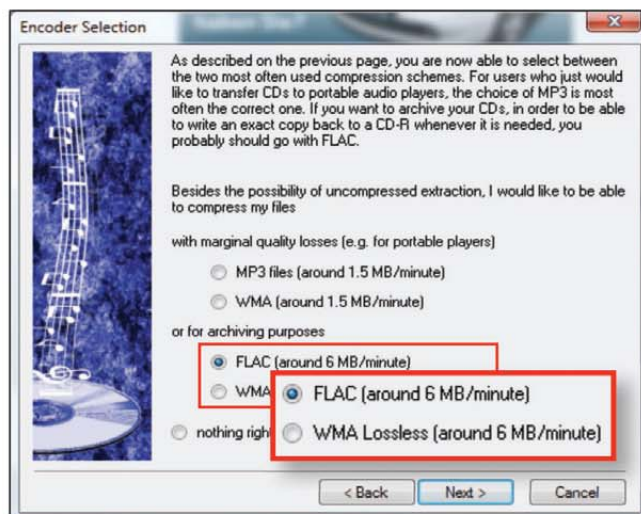 Encoder Selection
As described on the previous page, you are now able to select between
the two most often used compression schemes. For users who just would
like to transfer CDs to portable audio players, the choice of MP3 is most
often the correct one. If you want to archive your CDs, in order to be able
to write an exact copy back to a CD-R whenever it is needed, you
probably should go with FLAC.
Besides the possibility of uncompressed extraction, I would like to be able
to compress my files
with marginal quality losses (e.g. for portable players)
MP3 files (around 1.5 MB/minute)
WMA (around 1.5 MB/minute)
or for archiving purposes
FLAC (around 6 MB/minute)
WMA
FLAC (around 6 MB/minute)
WMA Lossless (around 6 MB/minute)
nothing righ
< Back
Next >
Cancel